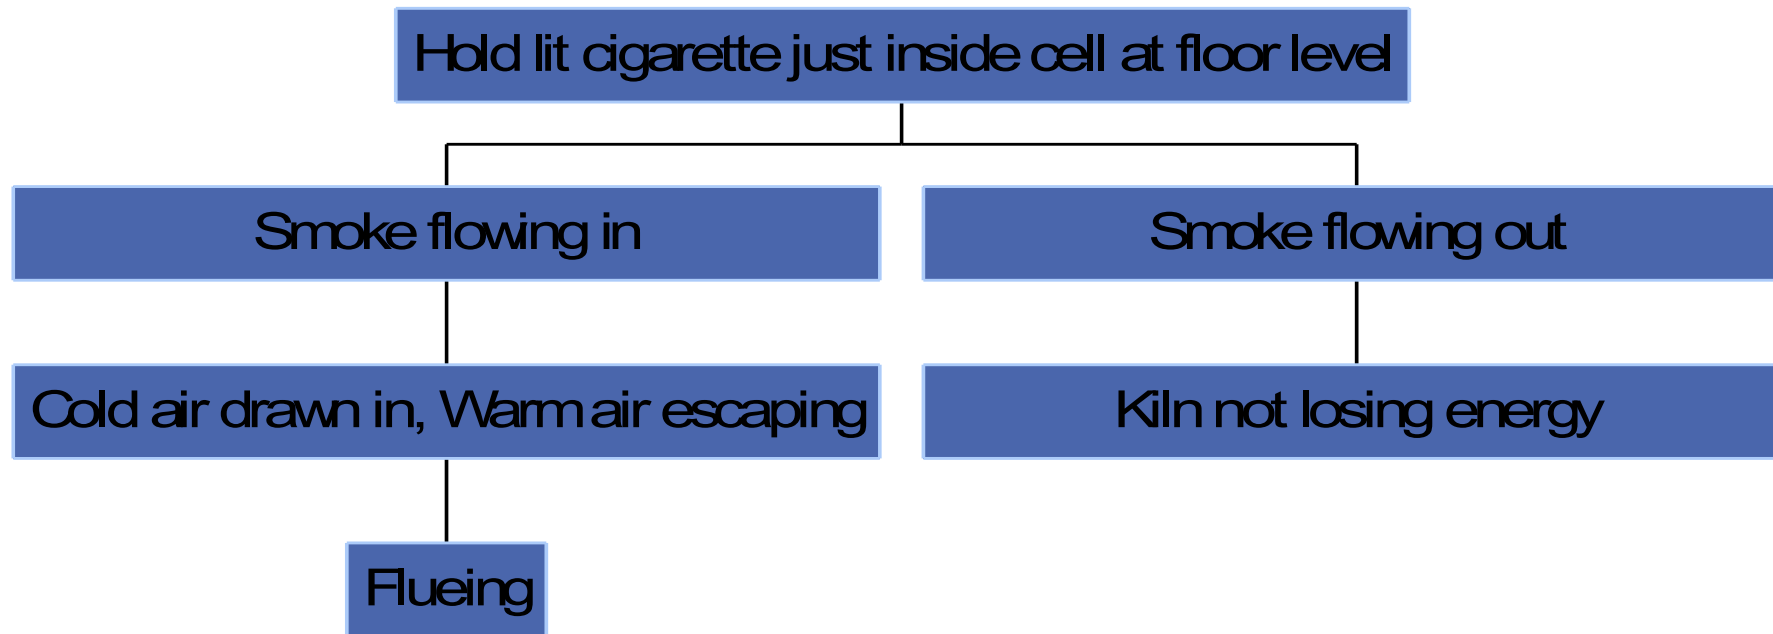 Hold lit cigarette just inside cell at floor level
Smoke flowing in
Smoke flowing out
Cold air drawn in, Warm air escaping
Kiln not losing energy
Flueing